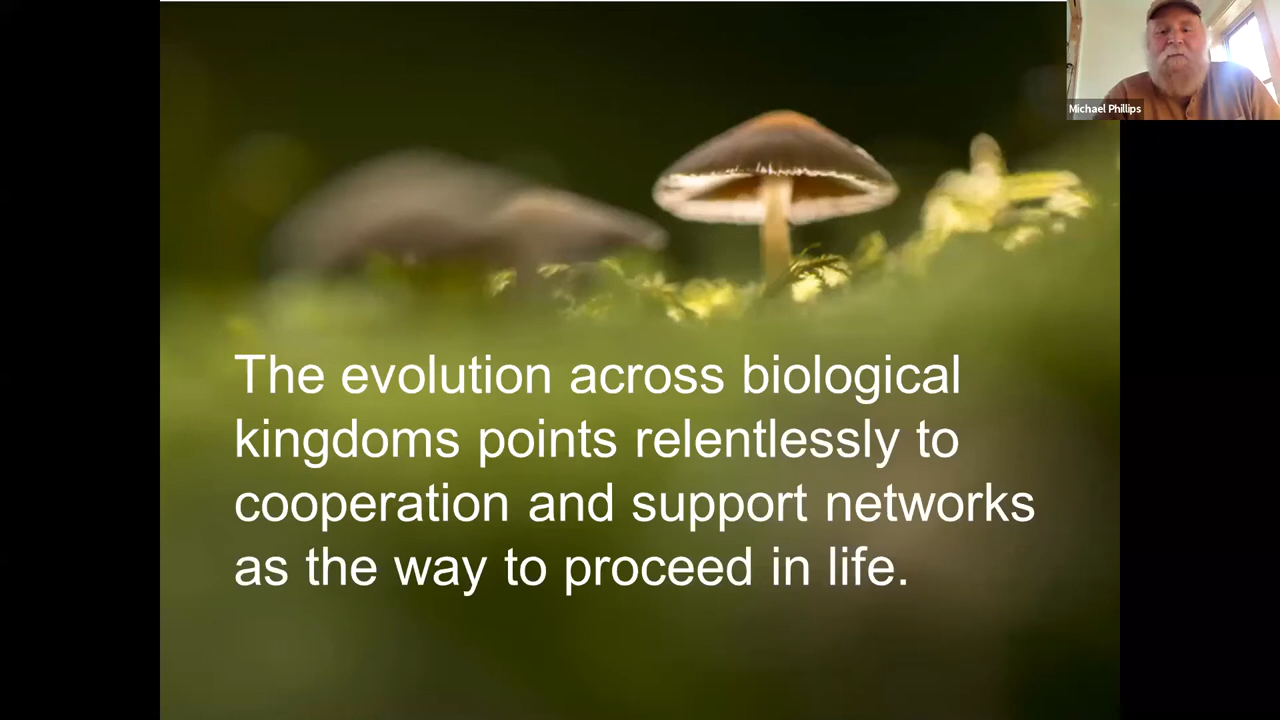 Michael Phillips
The evolution across biological
kingdoms points relentlessly to
cooperation and support networks
as the way to proceed in life.